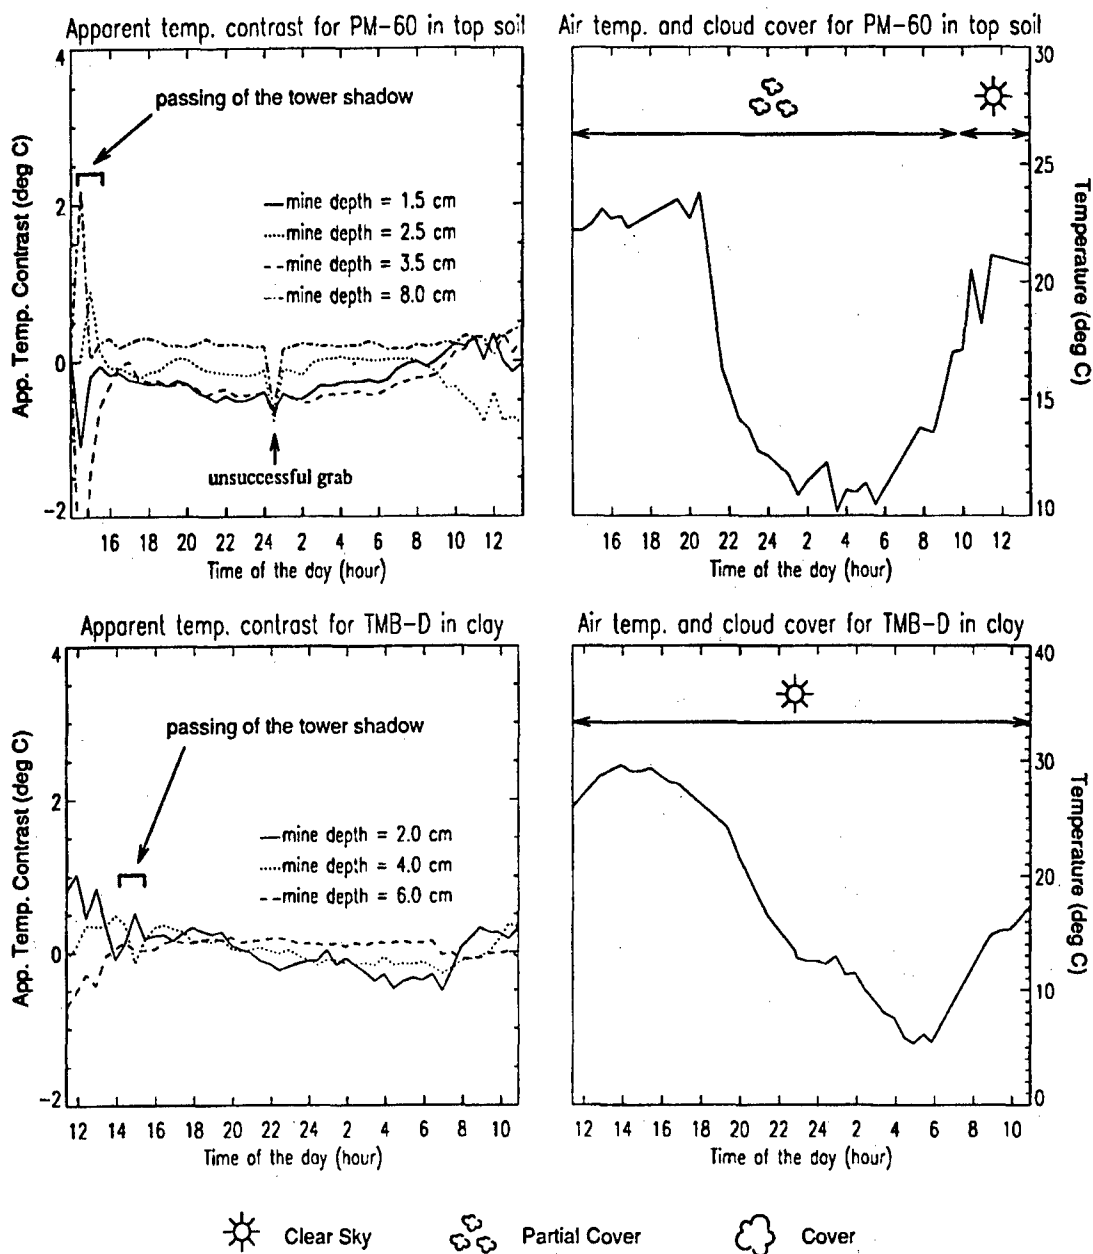 Apparent temp. contrast for PM-60 in top soil
App. Temp. Contrast (deg C)
4
2
0
-2
passing of the tower shadow
mine depth = 1.5 cm
mine depth = 2.5 cm
mine depth = 3.5 cm
mine depth = 8.0 cm
unsuccessful grab
16 18 20 22 24 2 4 6 8 10 12
Time of the day (hour)
Air temp. and cloud cover for PM-60 in top soil
30
25
20
15
10
Temperature (deg C)
16 18 20 22 24 2 4 6 8 10 12
Time of the day (hour)
Apparent temp. contrast for TMB-D in clay
App. Temp. Contrast (deg C)
4
2
0
-2
passing of the tower shadow
mine depth = 2.0 cm
mine depth = 4.0 cm
mine depth = 6.0 cm
12 14 16 18 20 22 24 2 4 6 8 10
Time of the day (hour)
Air temp. and cloud cover for TMB-D in clay
40
30
20
10
0
Temperature (deg C)
12 14 16 18 20 22 24 2 4 6 8 10
Time of the day (hour)
Clear Sky
Partial Cover
Cover